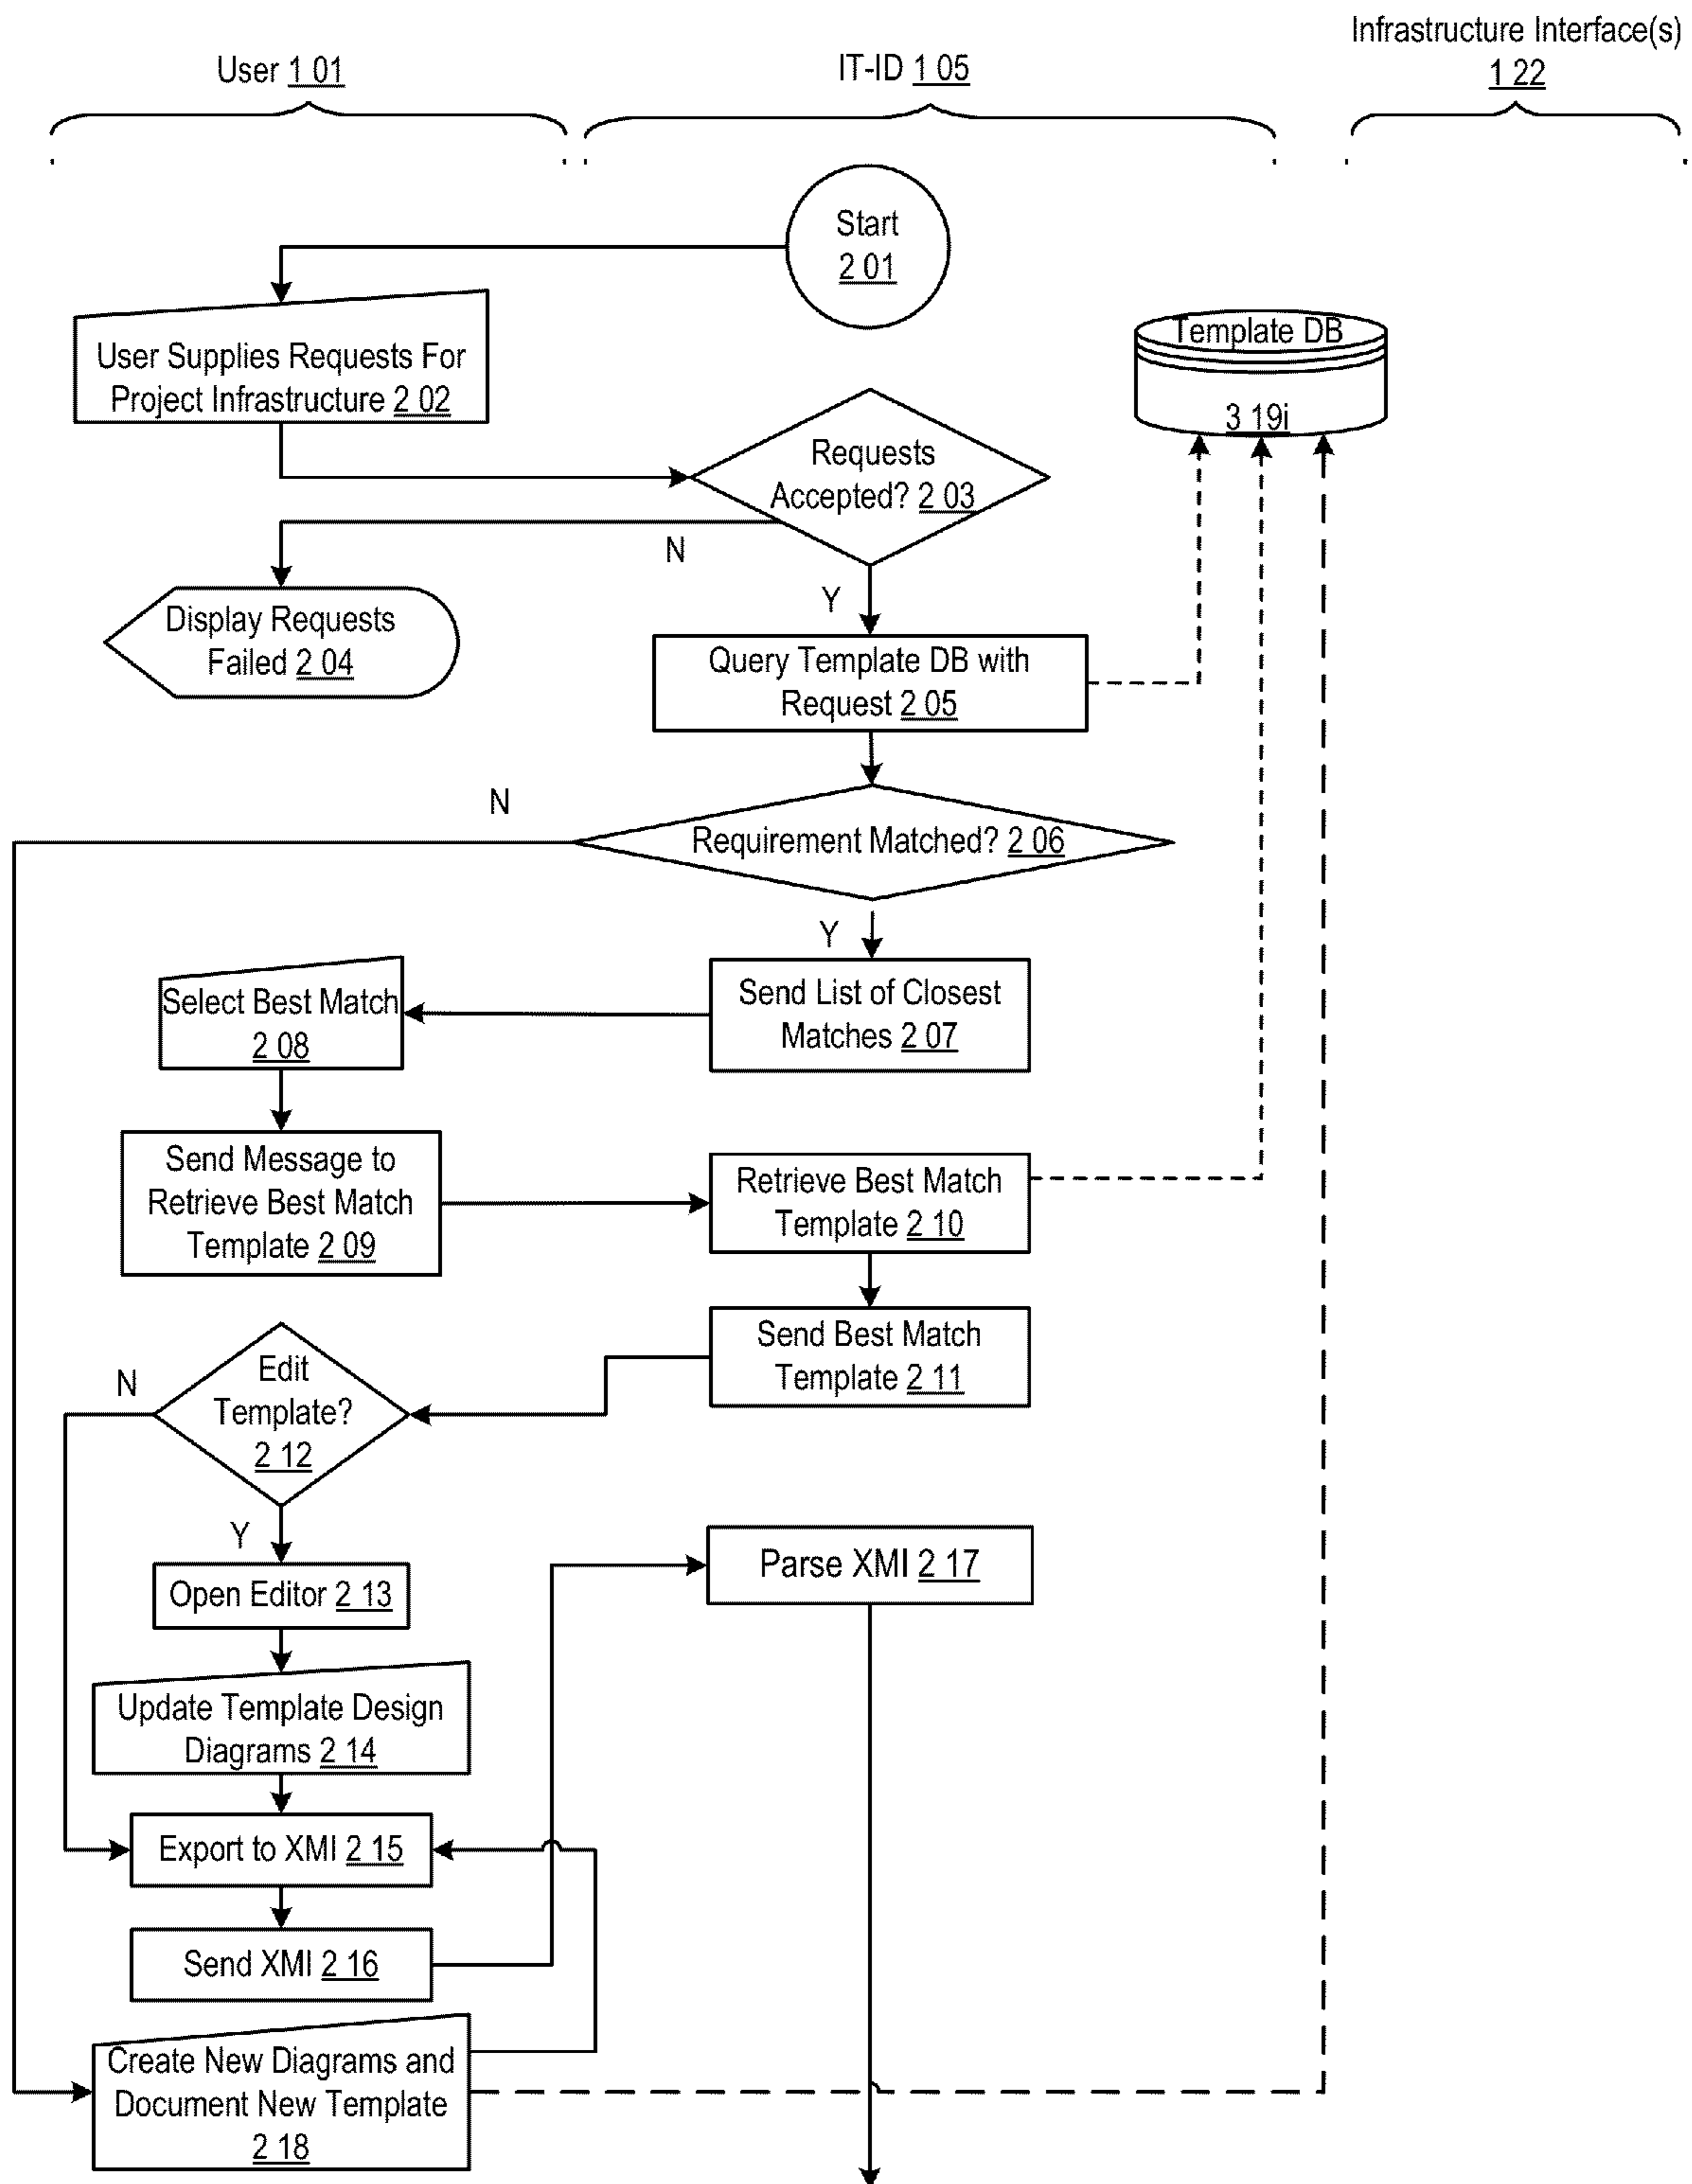 Infrastructure Interface(s)
1 22
User 1 01
IT-ID 1 05
Start
2 01
User Supplies Requests For
Project Infrastructure 2 02
Template DB
3 19i
Requests
Accepted? 2 03
N
Y
Display Requests
Failed 2 04
Query Template DB with
Request 2 05
N
Requirement Matched? 2 06
Y
Select Best Match
2 08
Send List of Closest
Matches 2 07
Send Message to
Retrieve Best Match
Template 2 09
Retrieve Best Match
Template 2 10
Send Best Match
Template 2 11
N
Edit
Template?
2 12
Y
Open Editor 2 13
Parse XMI 2 17
Update Template Design
Diagrams 2 14
Export to XMI 2 15
Send XMI 2 16
Create New Diagrams and
Document New Template
2 18